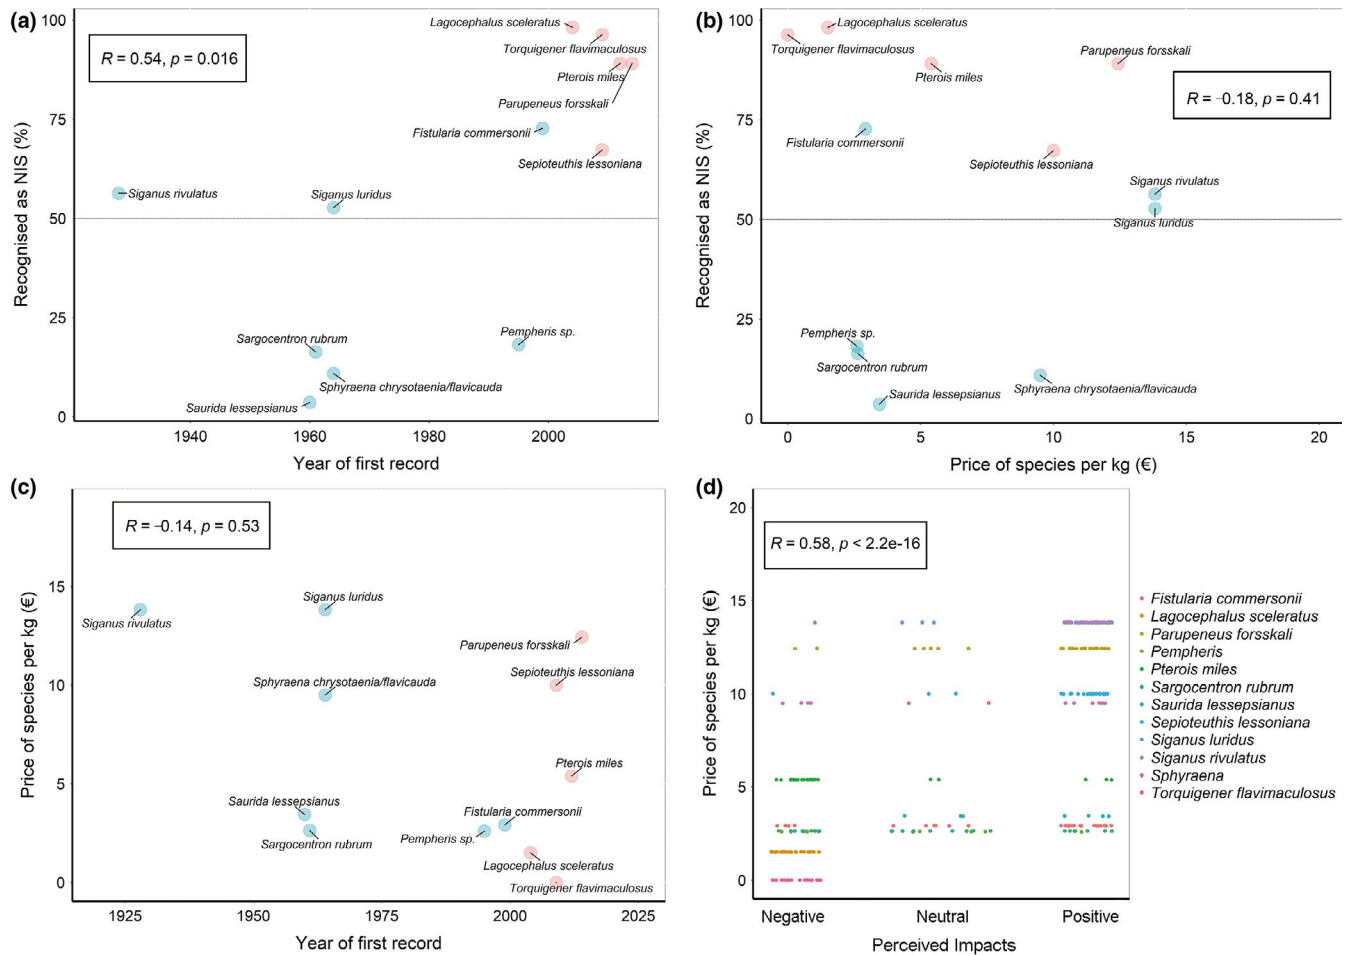 (a)
R = 0.54, p = 0.016
Recognised as NIS (%)
100
75
50
25
0
Lagocephalus sceleratus
Torquigener flavimaculosus
Pterois miles
Parupeneus forsskali
Fistularia commersonii
Sepioteuthis lessoniana
Siganus rivulatus
Siganus luridus
Sargocentron rubrum
Pempheris sp.
Sphyraena chrysotaenia/flavicauda
Saurida lessepsianus
1940 1960 1980 2000
Year of first record
(b)
R = -0.18, p = 0.41
Recognised as NIS (%)
100
75
50
25
0
Lagocephalus sceleratus
Torquigener flavimaculosus
Parupeneus forsskali
Pterois miles
Fistularia commersonii
Sepioteuthis lessoniana
Siganus rivulatus
Siganus luridus
Pempheris sp.
Sargocentron rubrum
Saurida lessepsianus
Sphyraena chrysotaenia/flavicauda
0 5 10 15 20
Price of species per kg (€)
(c)
R = -0.14, p = 0.53
Price of species per kg (€)
15
10
5
0
Siganus luridus
Siganus rivulatus
Parupeneus forsskali
Sepioteuthis lessoniana
Sphyraena chrysotaenia/flavicauda
Pterois miles
Saurida lessepsianus
Fistularia commersonii
Sargocentron rubrum
Pempheris sp.
Lagocephalus sceleratus
Torquigener flavimaculosus
1925 1950 1975 2000 2025
Year of first record
(d)
R = 0.58, p < 2.2e-16
Price of species per kg (€)
20
15
10
5
0
Negative Neutral Positive
Perceived Impacts
Fistularia commersonii
Lagocephalus sceleratus
Parupeneus forsskali
Pempheris
Pterois miles
Sargocentron rubrum
Saurida lessepsianus
Sepioteuthis lessoniana
Siganus luridus
Siganus rivulatus
Sphyraena
Torquigener flavimaculosus